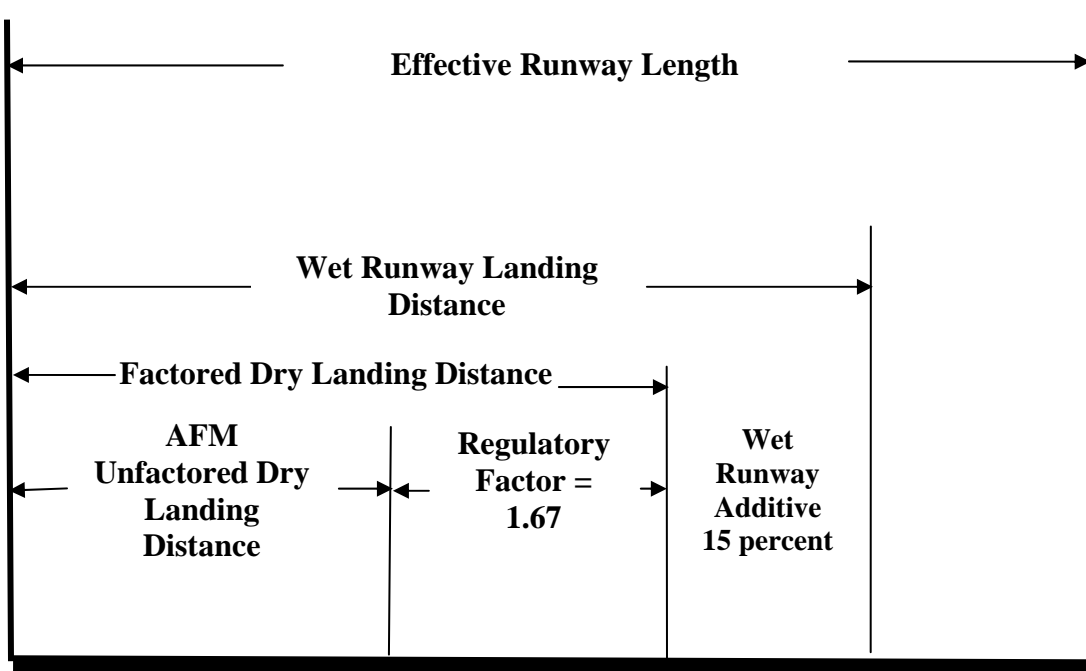 Effective Runway Length
Wet Runway Landing
Distance
Factored Dry Landing Distance
AFM
Unfactored Dry
Landing
Distance
Regulatory
Factor =
1.67
Wet
Runway
Additive
15 percent